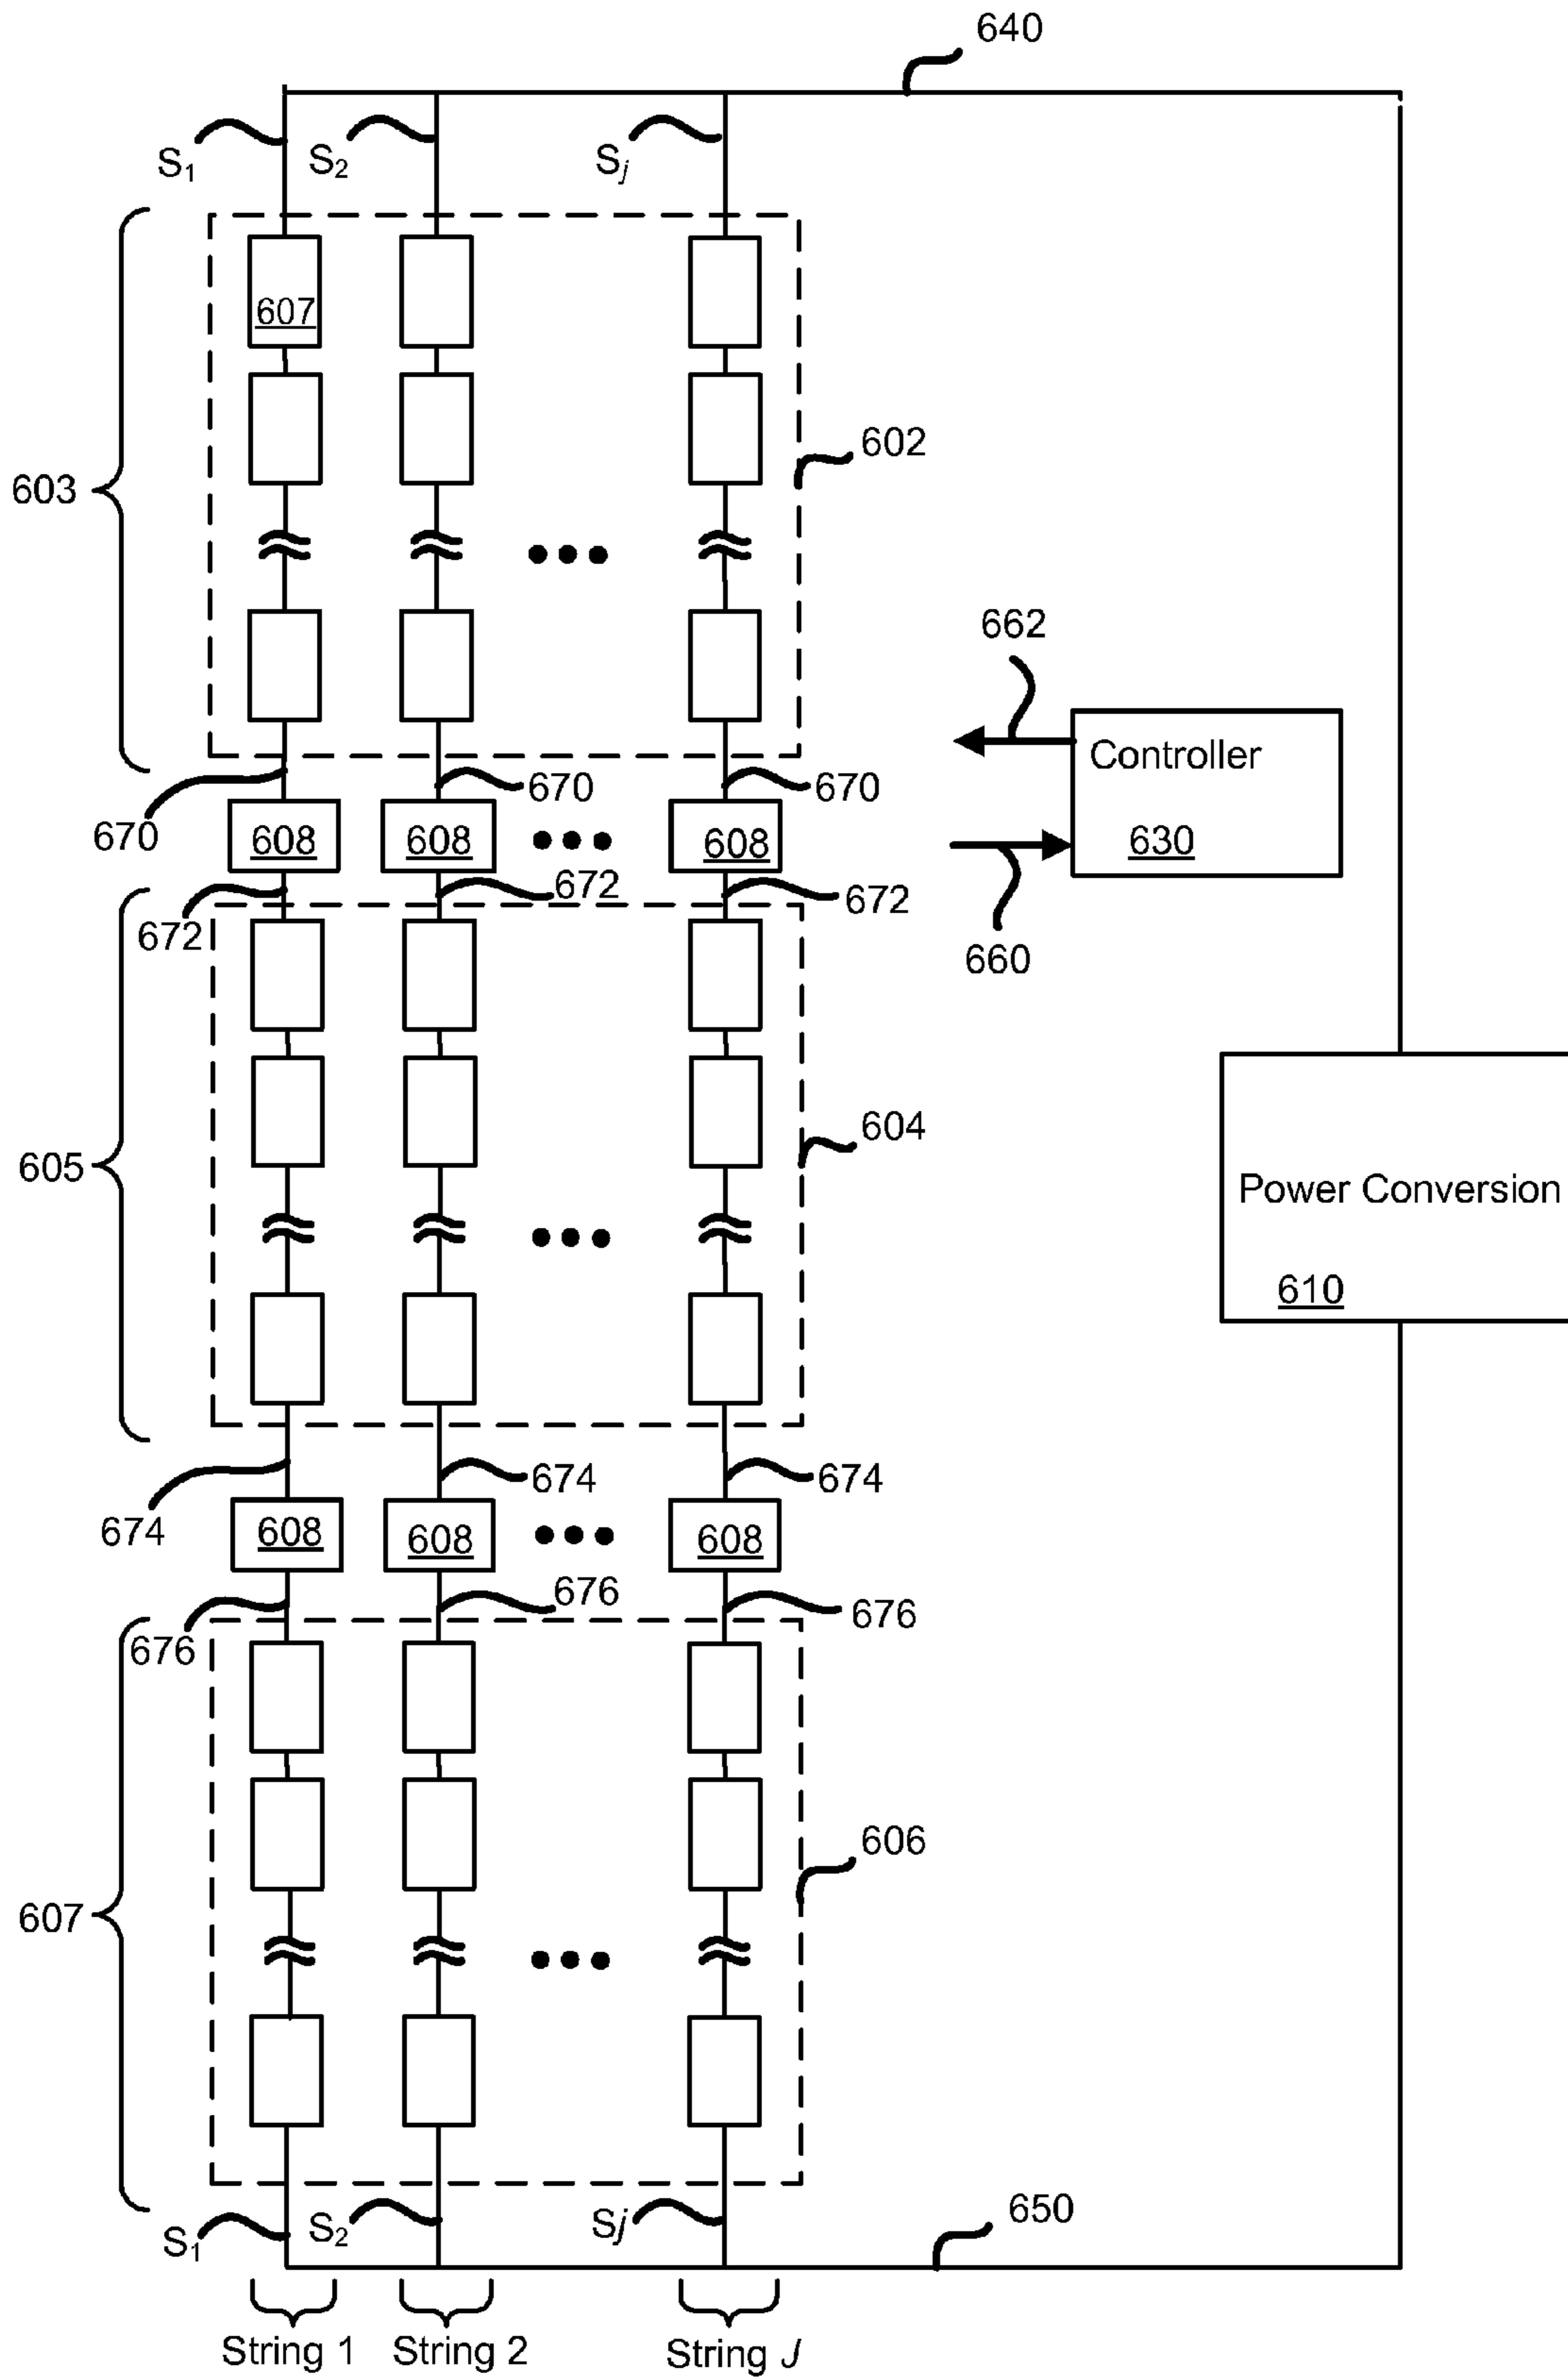 640
S1
S2
Sj
607
603
602
662
Controller
630
660
670
670
670
608
608
608
672
672
672
605
604
Power Conversion
610
674
674
674
608
608
608
676
676
676
606
607
S1
S2
Sj
650
String 1
String 2
String J